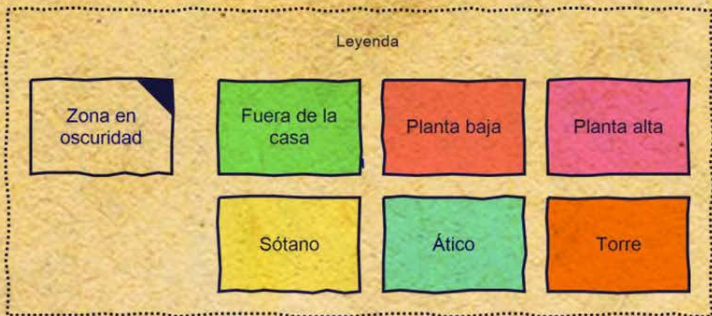 Leyenda
Zona en
oscuridad
Fuera de la
casa
Planta baja
Planta alta
Sótano
Ático
Torre